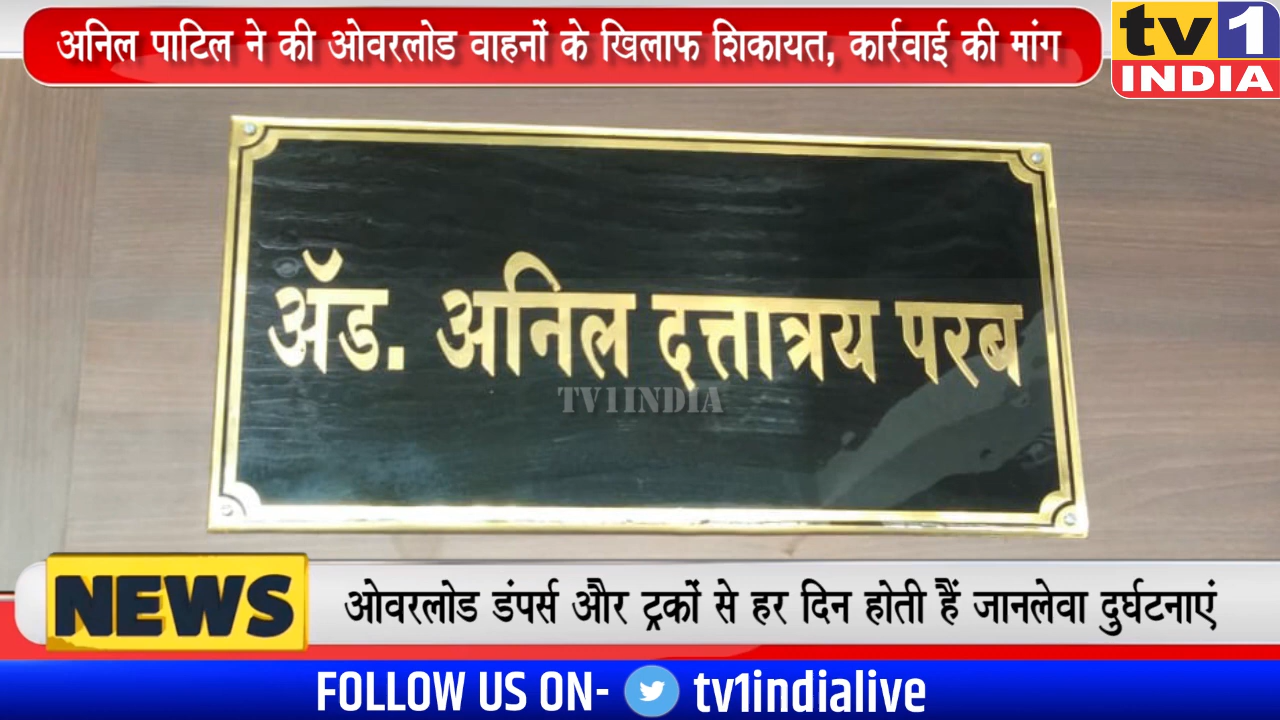 अनिल पाटिल ने की ओवरलोड वाहनों के खिलाफ शिकायत, कार्रवाई की मांग
tv1
INDIA
ॲड. अनिल दत्तात्रय परब
TV1INDIA
NEWS
ओवरलोड डंपर्स और ट्रकों से हर दिन होती हैं जानलेवा दुर्घटनाएं
FOLLOW US ON- tv1indialive